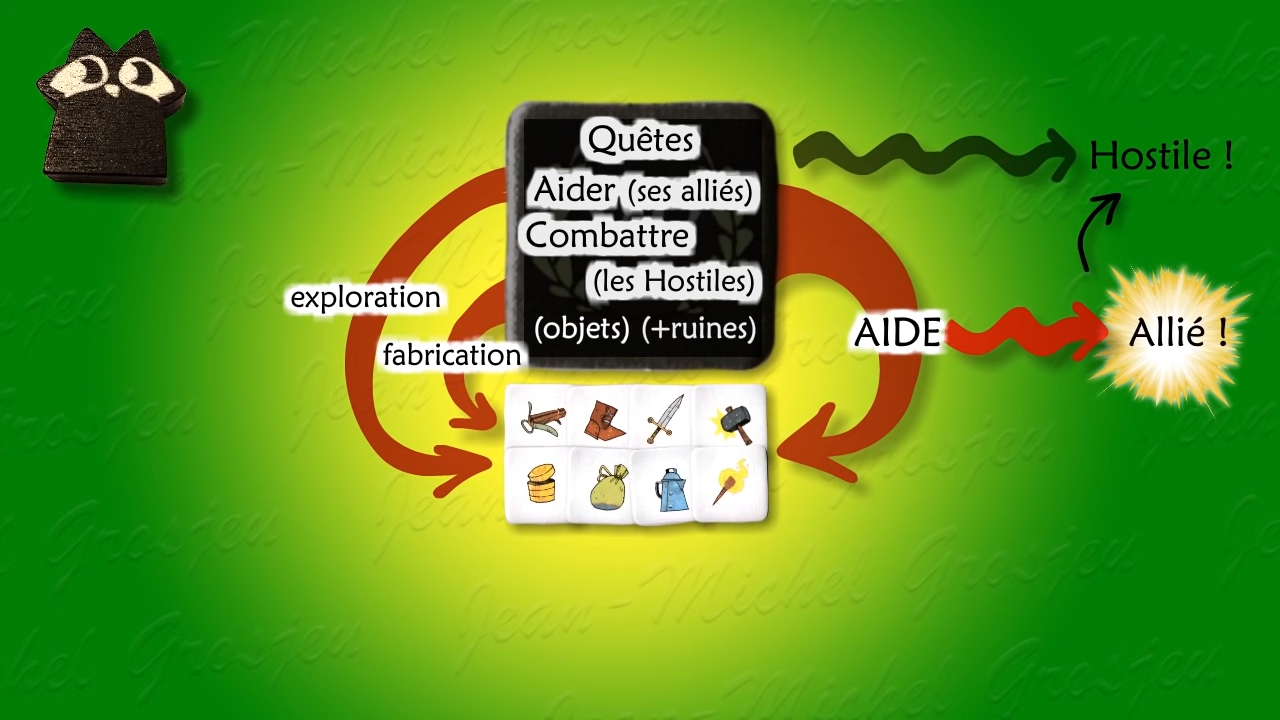 Quêtes
Aider (ses alliés)
Combattre
(les Hostiles)
(objets) (+ruines)
exploration
fabrication
AIDE
Hostile !
Allié !
Jean-Michel Grosjeu